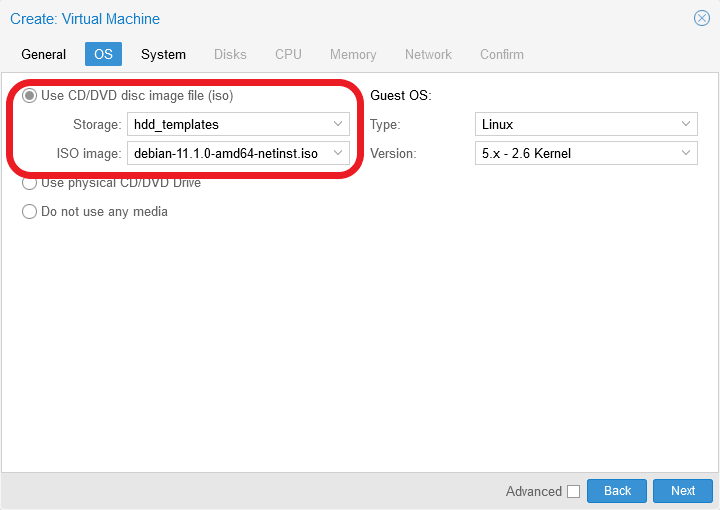 Create: Virtual Machine
General OS System Disks CPU Memory Network Confirm
Use CD/DVD disc image file (iso)
Storage: hdd_templates
ISO image: debian-11.1.0-amd64-netinst.iso
Use physical CD/DVD Drive
Do not use any media
Guest OS:
Type: Linux
Version: 5.x - 2.6 Kernel
Advanced Back Next